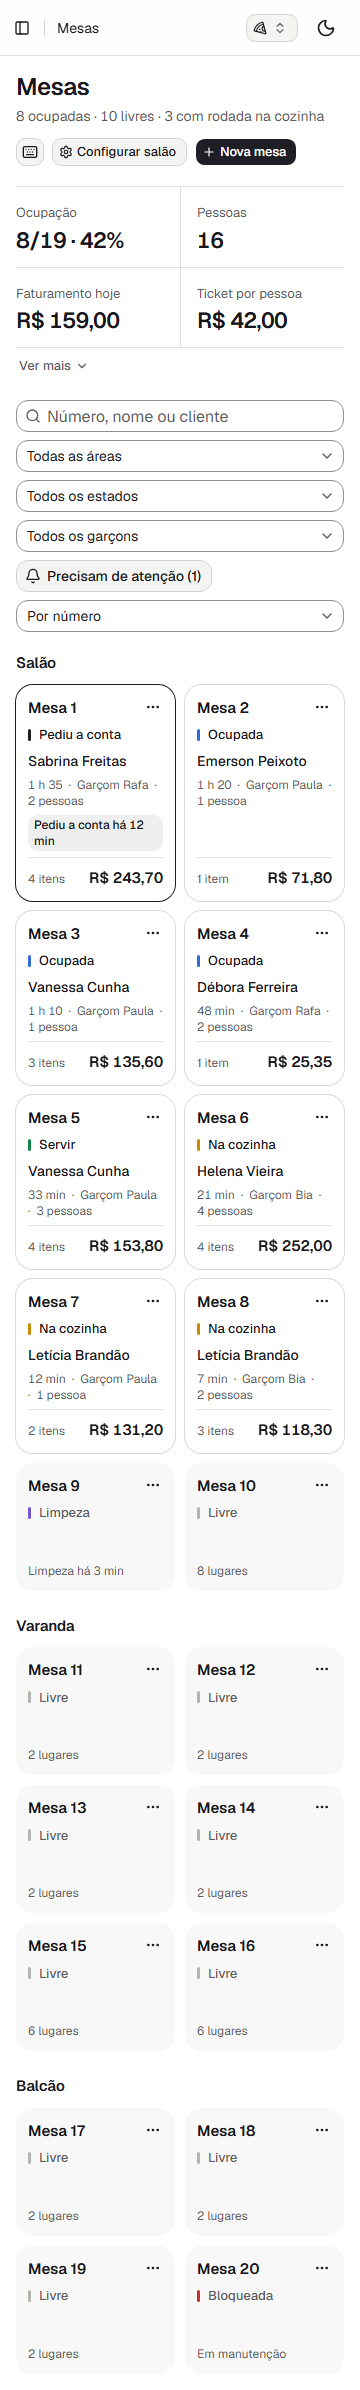 Mesas
Mesas
8 ocupadas · 10 livres · 3 com rodada na cozinha
Configurar salão
Nova mesa
Ocupação
8/19 · 42%
Pessoas
16
Faturamento hoje
R$ 159,00
Ticket por pessoa
R$ 42,00
Ver mais
Número, nome ou cliente
Todas as áreas
Todos os estados
Todos os garçons
Precisam de atenção (1)
Por número
Salão
Mesa 1
Pediu a conta
Sabrina Freitas
1 h 35 · Garçom Rafa ·
2 pessoas
Pediu a conta há 12
min
4 itens R$ 243,70
Mesa 2
Ocupada
Emerson Peixoto
1 h 20 · Garçom Paula ·
1 pessoa
1 item R$ 71,80
Mesa 3
Ocupada
Vanessa Cunha
1 h 10 · Garçom Paula ·
1 pessoa
3 itens R$ 135,60
Mesa 4
Ocupada
Débora Ferreira
48 min · Garçom Rafa ·
2 pessoas
1 item R$ 25,35
Mesa 5
Servir
Vanessa Cunha
33 min · Garçom Paula
· 3 pessoas
4 itens R$ 153,80
Mesa 6
Na cozinha
Helena Vieira
21 min · Garçom Bia ·
4 pessoas
4 itens R$ 252,00
Mesa 7
Na cozinha
Letícia Brandão
12 min · Garçom Paula
· 1 pessoa
2 itens R$ 131,20
Mesa 8
Na cozinha
Letícia Brandão
7 min · Garçom Bia ·
2 pessoas
3 itens R$ 118,30
Mesa 9
Limpeza
Limpeza há 3 min
Mesa 10
Livre
8 lugares
Varanda
Mesa 11
Livre
2 lugares
Mesa 12
Livre
2 lugares
Mesa 13
Livre
2 lugares
Mesa 14
Livre
2 lugares
Mesa 15
Livre
6 lugares
Mesa 16
Livre
6 lugares
Balcão
Mesa 17
Livre
2 lugares
Mesa 18
Livre
2 lugares
Mesa 19
Livre
2 lugares
Mesa 20
Bloqueada
Em manutenção